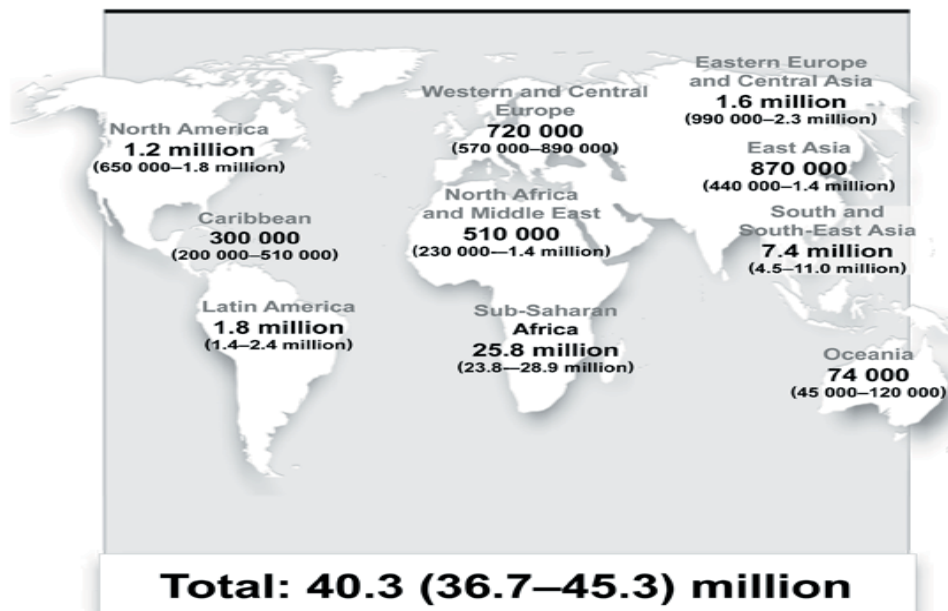 North America
1.2 million
(650 000–1.8 million)
Caribbean
300 000
(200 000–510 000)
Latin America
1.8 million
(1.4–2.4 million)
Western and Central
Europe
720 000
(570 000–890 000)
North Africa
and Middle East
510 000
(230 000—1.4 million)
Sub-Saharan
Africa
25.8 million
(23.8—28.9 million)
Eastern Europe
and Central Asia
1.6 million
(990 000–2.3 million)
East Asia
870 000
(440 000–1.4 million)
South and
South-East Asia
7.4 million
(4.5–11.0 million)
Oceania
74 000
(45 000–120 000)
Total: 40.3 (36.7–45.3) million